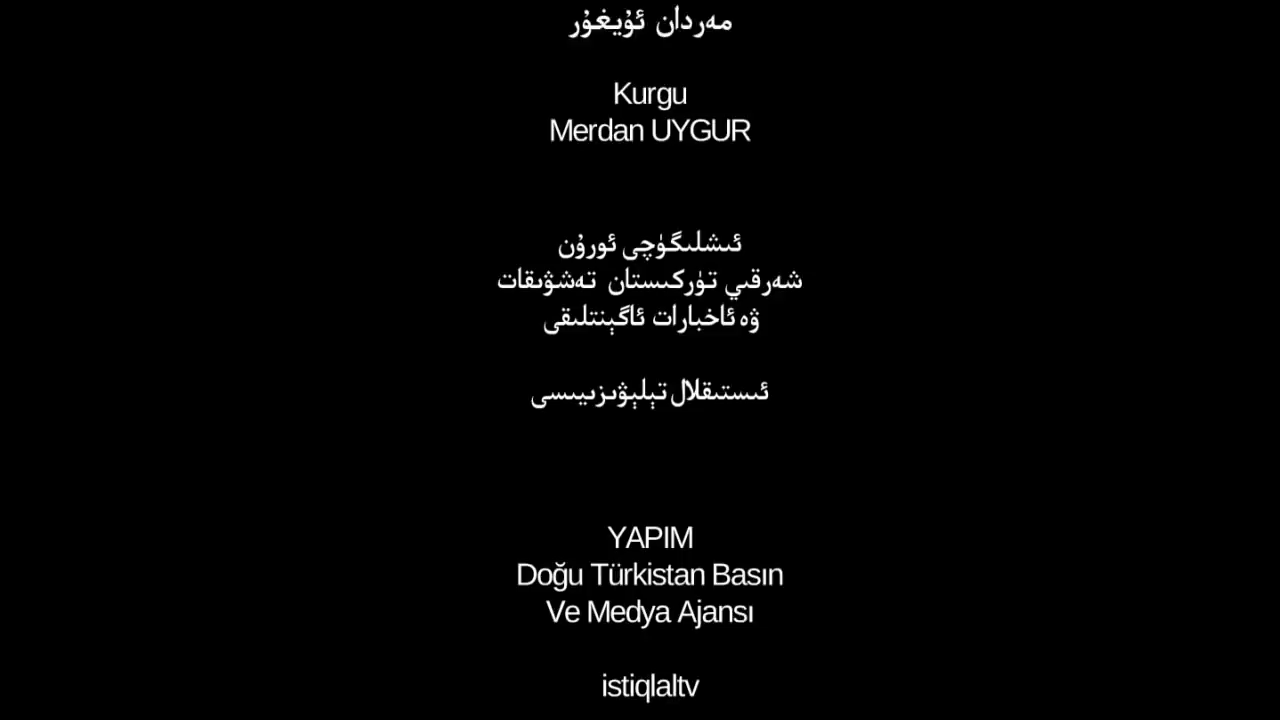 مەردان ئۇيغۇر
Kurgu
Merdan UYGUR
ئىشلىگۈچى ئورۇن
شەرقىي تۈركىستان تەشۋىقات
ۋە ئاخبارات ئاگېنتلىقى
ئىستىقلال تېلېۋىزىيىسى
YAPIM
Doğu Türkistan Basın
Ve Medya Ajansı
istiqlaltv